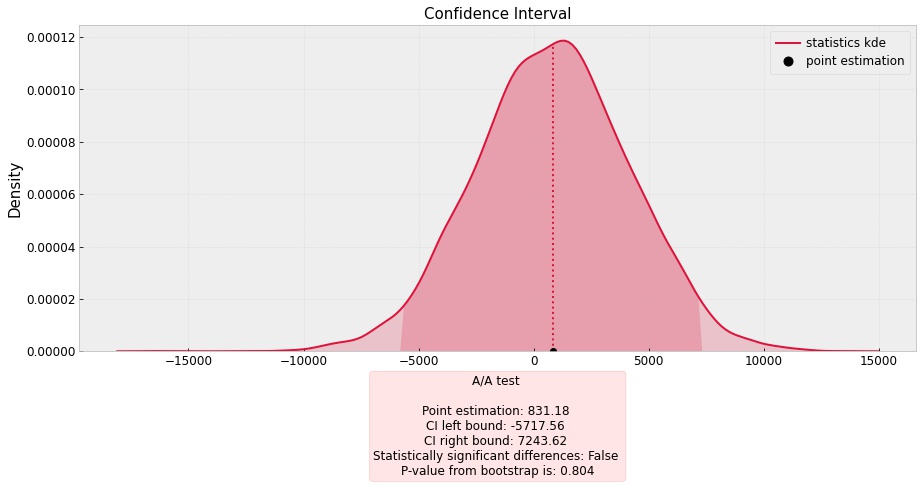 Confidence Interval
statistics kde
point estimation
Density
0.00012
0.00010
0.00008
0.00006
0.00004
0.00002
0.00000
−15000
−10000
−5000
0
5000
10000
15000
A/A test
Point estimation: 831.18
CI left bound: -5717.56
CI right bound: 7243.62
Statistically significant differences: False
P-value from bootstrap is: 0.804